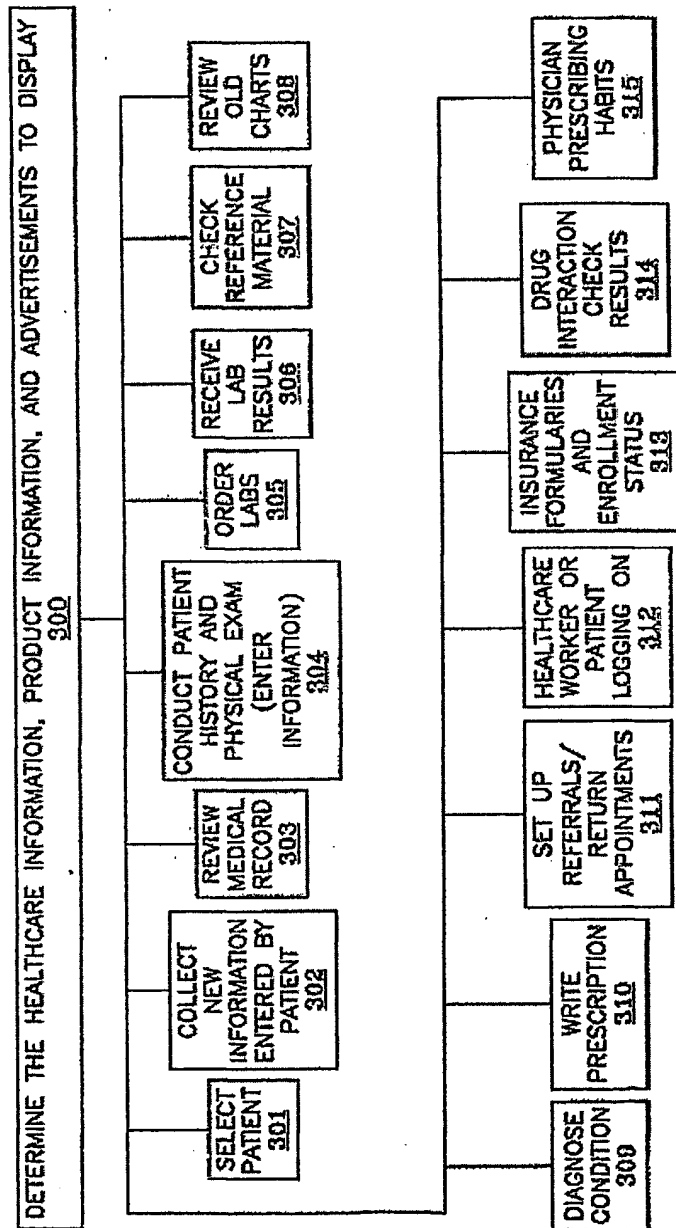 DETERMINE THE HEALTHCARE INFORMATION, PRODUCT INFORMATION, AND ADVERTISEMENTS TO DISPLAY
300
SELECT
PATIENT
301
COLLECT
NEW
INFORMATION
ENTERED BY
PATIENT
302
REVIEW
MEDICAL
RECORD
303
CONDUCT PATIENT
HISTORY AND
PHYSICAL EXAM
(ENTER
INFORMATION)
304
ORDER
LABS
305
RECEIVE
LAB
RESULTS
306
CHECK
REFERENCE
MATERIAL
307
REVIEW
OLD
CHARTS
308
DIAGNOSE
CONDITION
309
WRITE
PRESCRIPTION
310
SET UP
REFERRALS/
RETURN
APPOINTMENTS
311
HEALTHCARE
WORKER OR
PATIENT
LOGGING ON
312
INSURANCE
FORMULARIES
AND
ENROLLMENT
STATUS
313
DRUG
INTERACTION
CHECK
RESULTS
314
PHYSICIAN
PRESCRIBING
HABITS
315